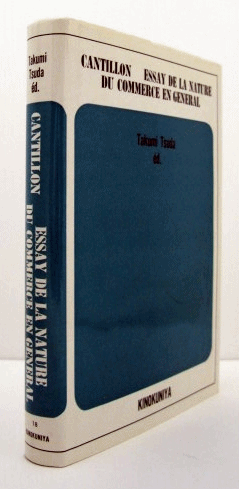 Takumi
Tsuda
éd.
CANTILLON
ESSAY DE LA NATURE
DU COMMERCE EN GENERAL
18
KINOKUNIYA
CANTILLON ESSAY DE LA NATURE
DU COMMERCE EN GENERAL
Takumi Tsuda
éd.
KINOKUNIYA